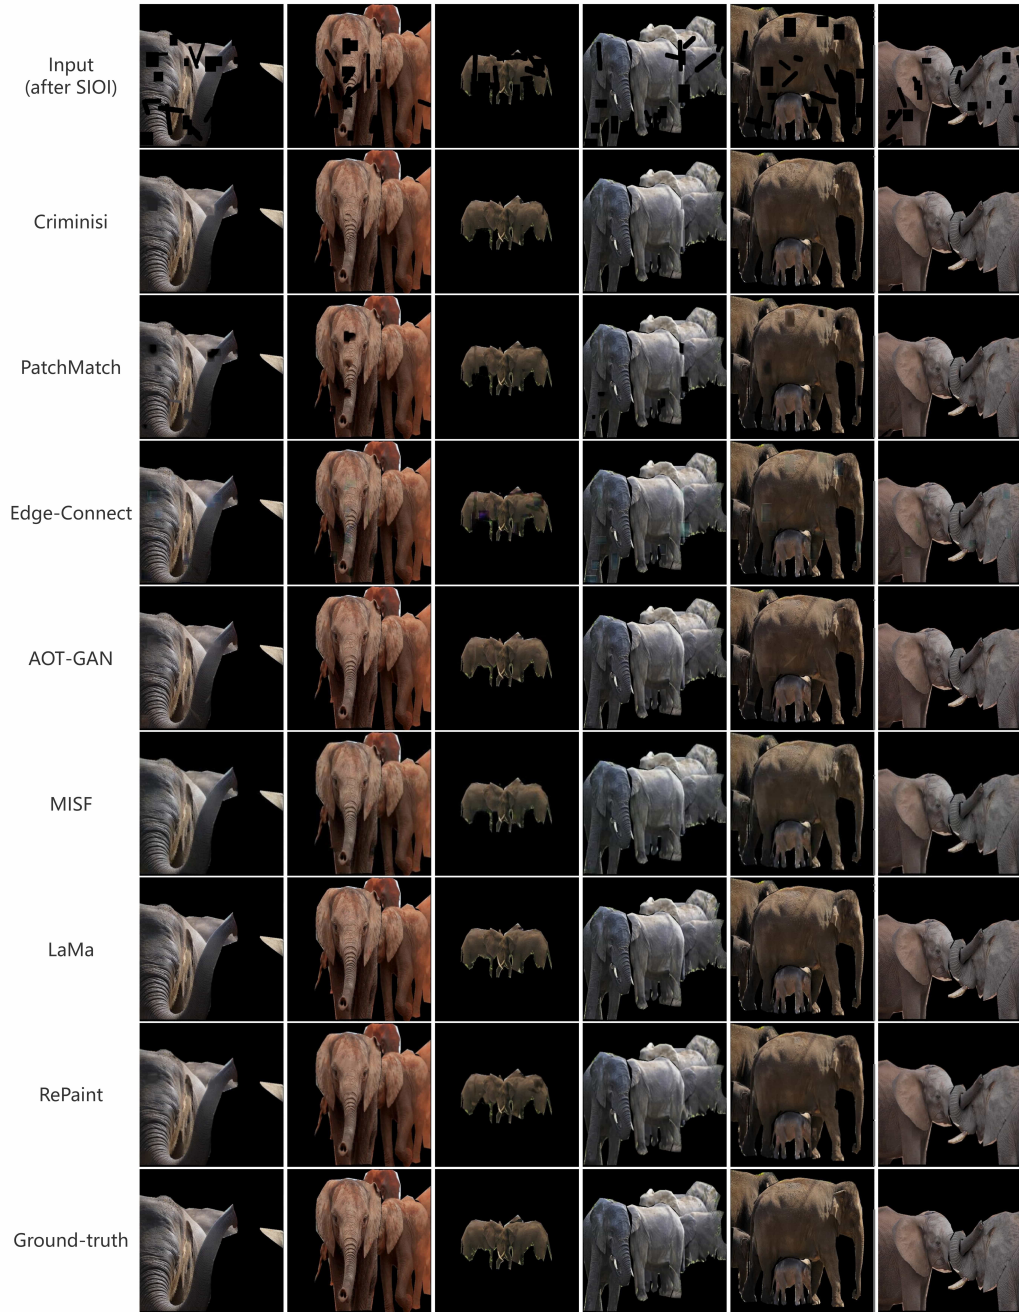 Input
(after SIOI)
Criminisi
PatchMatch
Edge-Connect
AOT-GAN
MISF
LaMa
RePaint
Ground-truth